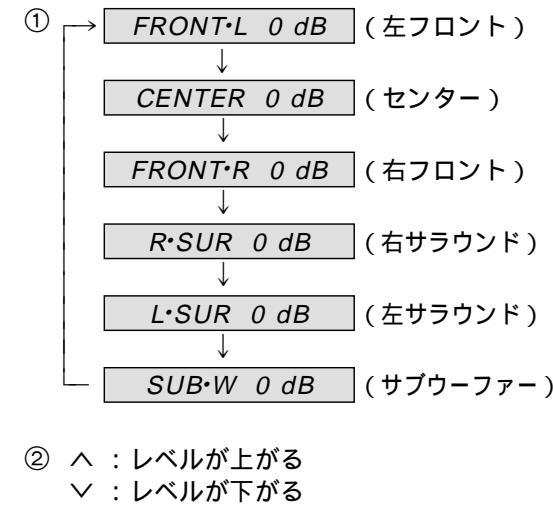 ① FRONT•L 0 dB （左フロント）
CENTER 0 dB （センター）
FRONT•R 0 dB （右フロント）
R•SUR 0 dB （右サラウンド）
L•SUR 0 dB （左サラウンド）
SUB•W 0 dB （サブウーファー）
② ∧ ：レベルが上がる
∨ ：レベルが下がる